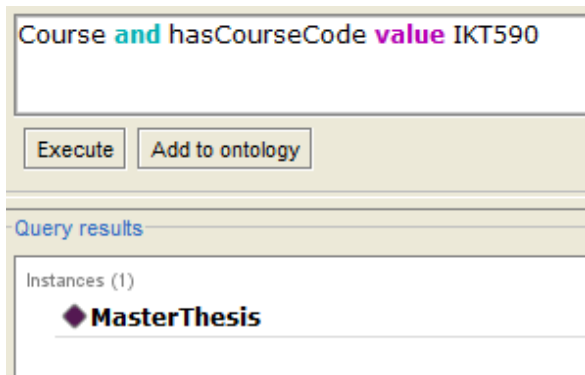 Course and hasCourseCode value IKT590
Execute Add to ontology
Query results
Instances (1)
MasterThesis